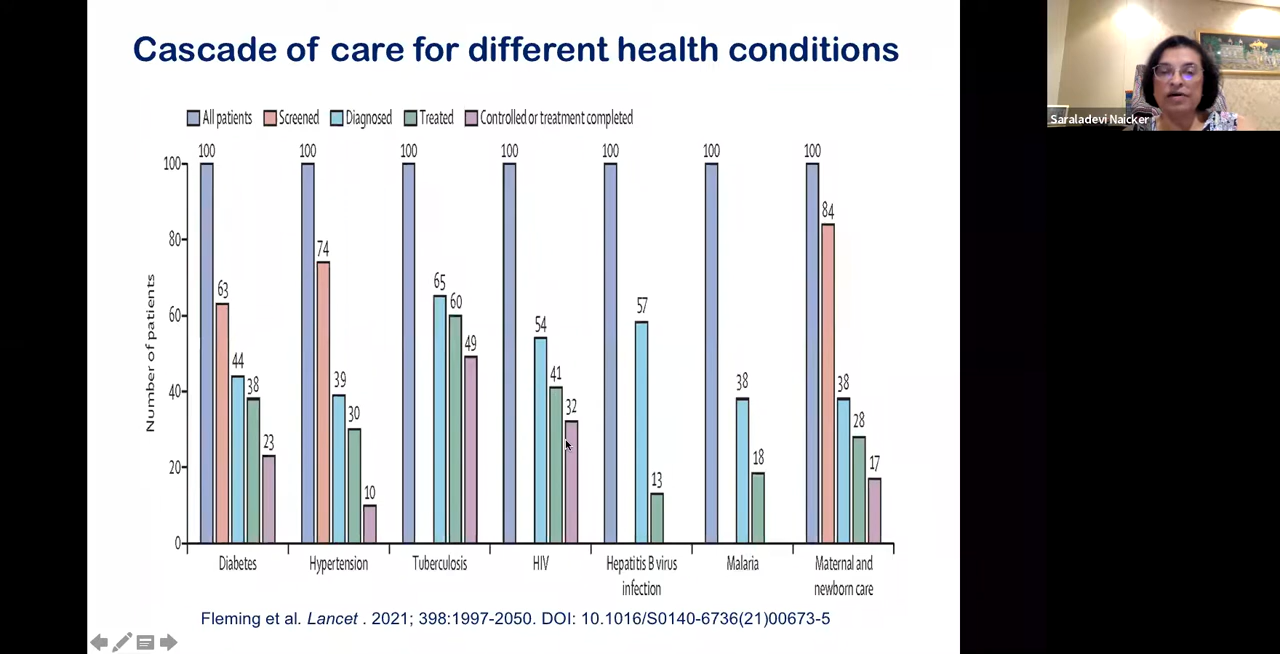 Cascade of care for different health conditions
Saraladevi Naicker
All patients Screened Diagnosed Treated Controlled or treatment completed
Number of patients
100
80
60
40
20
0
100 63 44 38 23
100 74 39 30 10
100 65 60 49
100 54 41 32
100 57 13
100 38 18
100 84 38 28 17
Diabetes Hypertension Tuberculosis HIV Hepatitis B virus Malaria Maternal and
infection newborn care
Fleming et al. Lancet . 2021; 398:1997-2050. DOI: 10.1016/S0140-6736(21)00673-5